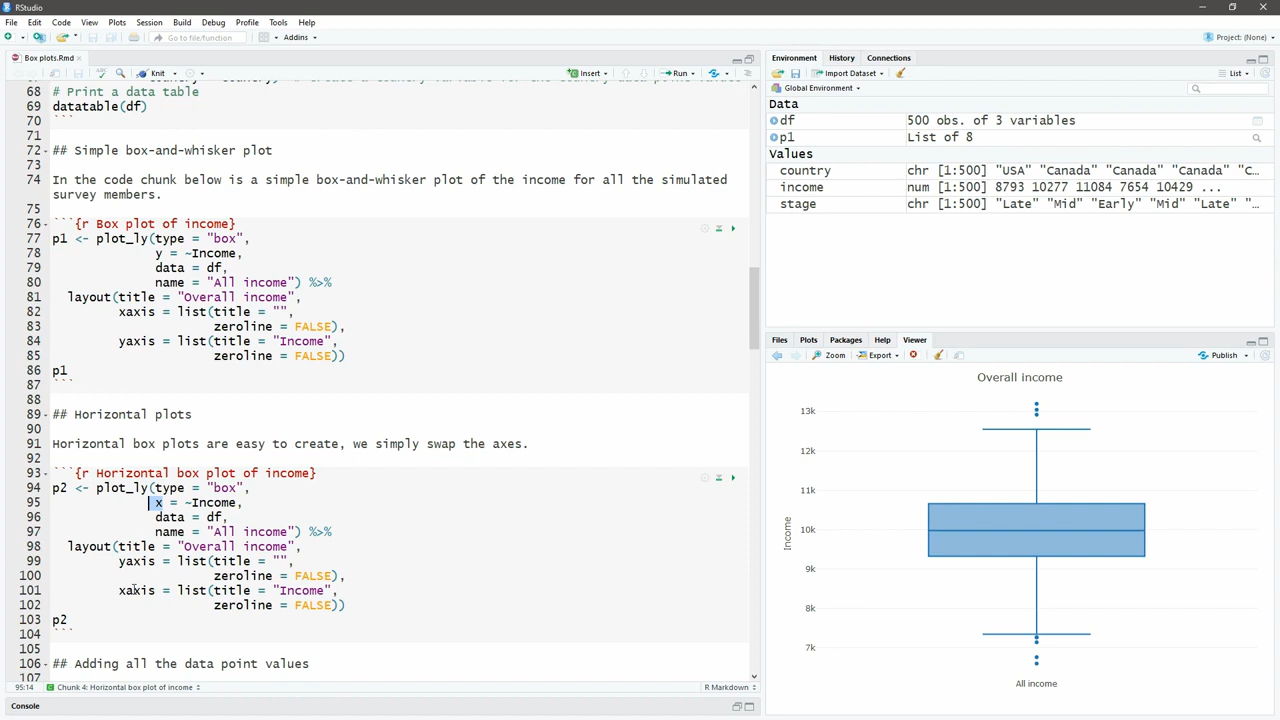 RStudio
File Edit Code View Plots Session Build Debug Profile Tools Help
Go to file/function Addins Project: (None)
Box plots.Rmd
Knit Insert Run
68 # Print a data table
69 datatable(df)
70 ```
71
72 ## Simple box-and-whisker plot
73
74 In the code chunk below is a simple box-and-whisker plot of the income for all the simulated
survey members.
75
76 ```{r Box plot of income}
77 p1 <- plot_ly(type = "box",
78 y = ~Income,
79 data = df,
80 name = "All income") %>%
81 layout(title = "Overall income",
82 xaxis = list(title = "",
83 zeroline = FALSE),
84 yaxis = list(title = "Income",
85 zeroline = FALSE))
86 p1
87 ```
88
89 ## Horizontal plots
90
91 Horizontal box plots are easy to create, we simply swap the axes.
92
93 ```{r Horizontal box plot of income}
94 p2 <- plot_ly(type = "box",
95 x = ~Income,
96 data = df,
97 name = "All income") %>%
98 layout(title = "Overall income",
99 yaxis = list(title = "",
100 zeroline = FALSE),
101 xaxis = list(title = "Income",
102 zeroline = FALSE))
103 p2
104 ```
105
106 ## Adding all the data point values
107
95:14 Chunk 4: Horizontal box plot of income R Markdown
Console
Environment History Connections
Import Dataset List
Global Environment
Data
df 500 obs. of 3 variables
p1 List of 8
Values
country chr [1:500] "USA" "Canada" "Canada" "Canada" "C…
income num [1:500] 8793 10277 11084 7654 10429 ...
stage chr [1:500] "Late" "Mid" "Early" "Mid" "Late" "…
Files Plots Packages Help Viewer
Zoom Export Publish
Overall income
13k
12k
11k
10k
9k
8k
7k
Income
All income